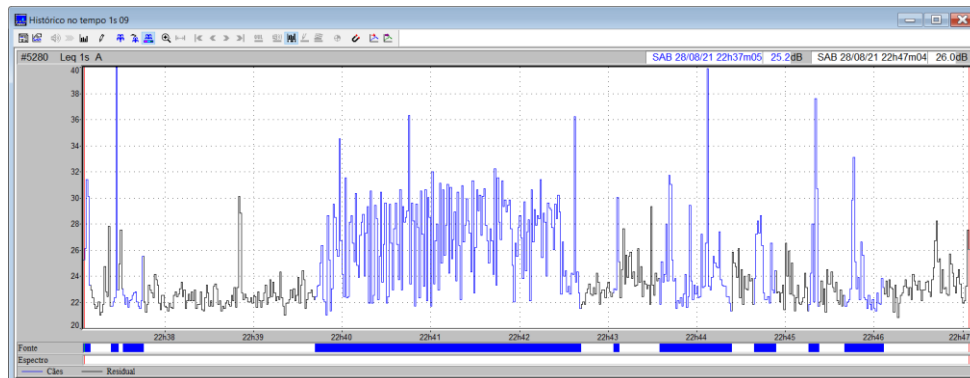 Histórico no tempo 1s 09
#5280 Leq 1s A SAB 28/08/21 22h37m05 25.2dB SAB 28/08/21 22h47m04 26.0dB
40
38
36
34
32
30
28
26
24
22
20
22h38 22h39 22h40 22h41 22h42 22h43 22h44 22h45 22h46 22h47
Fonte
Espectro
Cães Residual